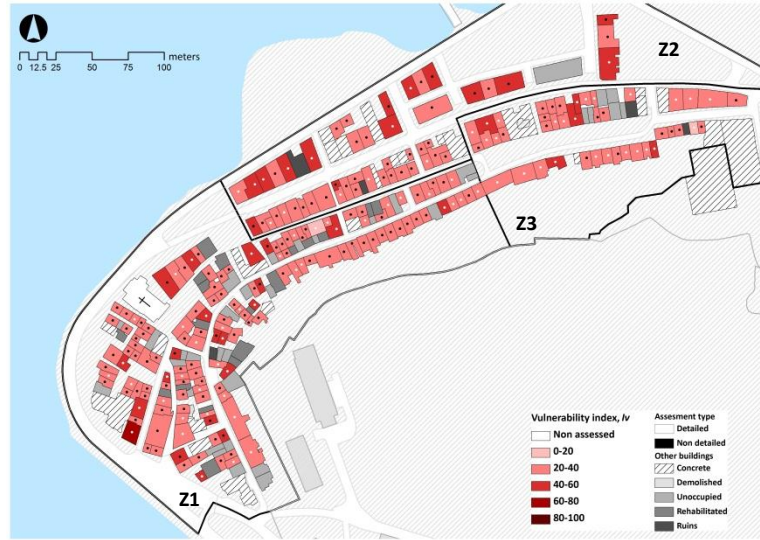 Z2
meters
0 12.5 25 50 75 100
Z3
Z1
Vulnerability index, Iv
Non assessed
0-20
20-40
40-60
60-80
80-100
Assesment type
Detailed
Non detailed
Other buildings
Concrete
Demolished
Unoccupied
Rehabilitated
Ruins